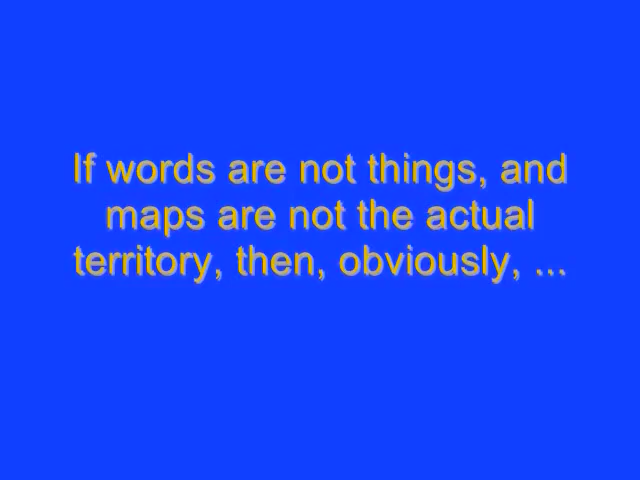 If words are not things, and
maps are not the actual
territory, then, obviously, ...